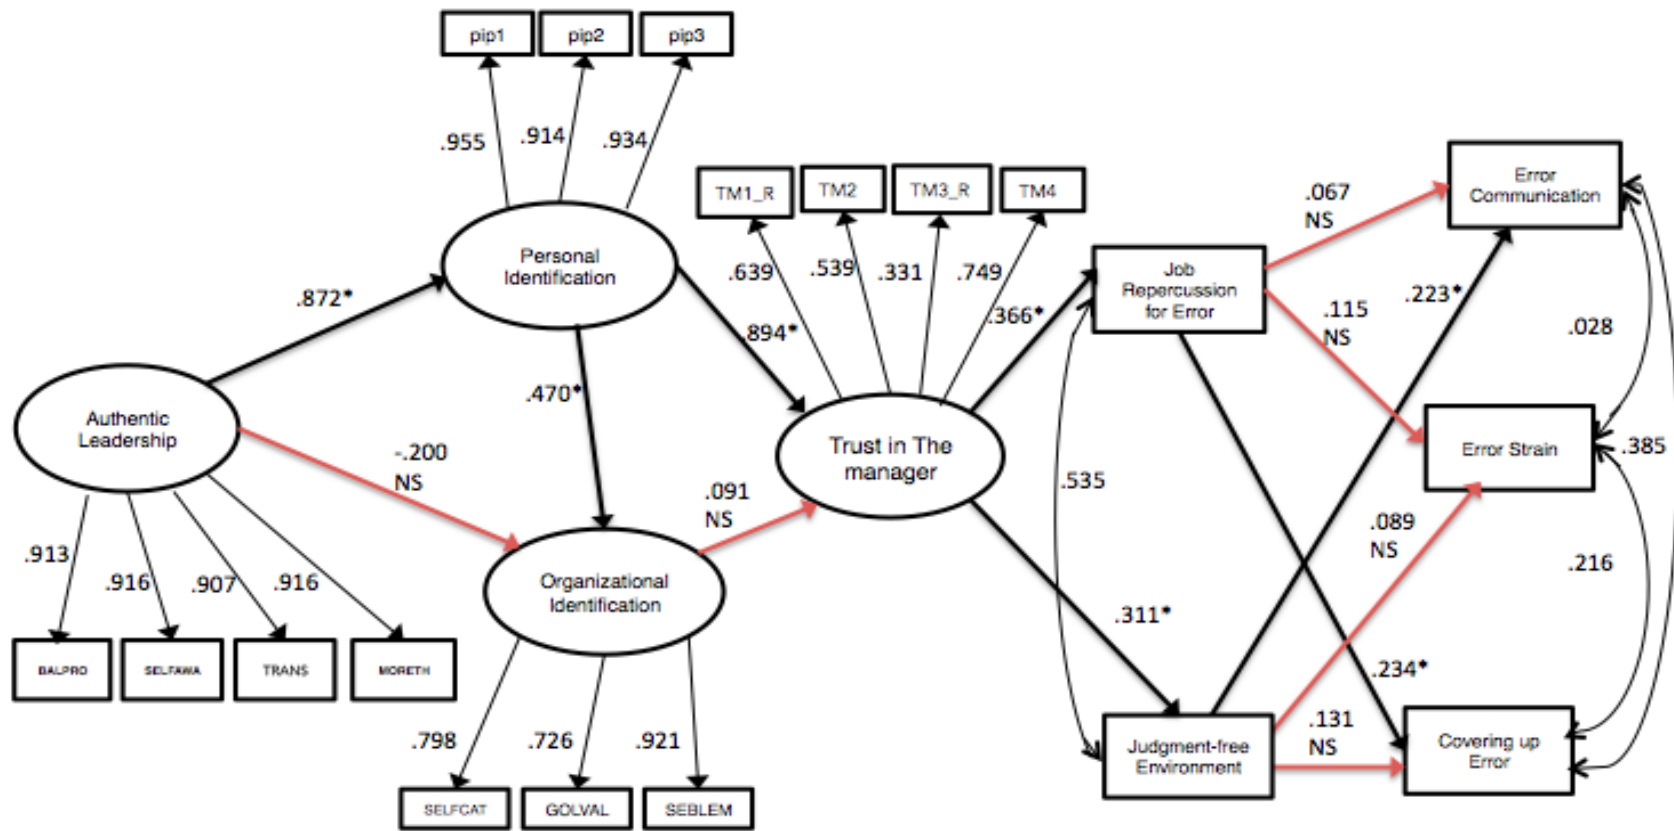 pip1
pip2
pip3
.955
.914
.934
TM1_R
TM2
TM3_R
TM4
.639
.539
.331
.749
Personal
Identification
.872*
.894*
.470*
Authentic
Leadership
-.200
NS
.091
NS
Trust in The
manager
.913
.916
.907
.916
BALPRO
SELFAWA
TRANS
MORETH
Organizational
Identification
.798
.726
.921
SELFCAT
GOLVAL
SEBLEM
.366*
.311*
Job
Repercussion
for Error
.535
Judgment-free
Environment
.067
NS
.115
NS
.223*
.089
NS
.234*
.131
NS
Error
Communication
Error Strain
Covering up
Error
.028
.385
.216